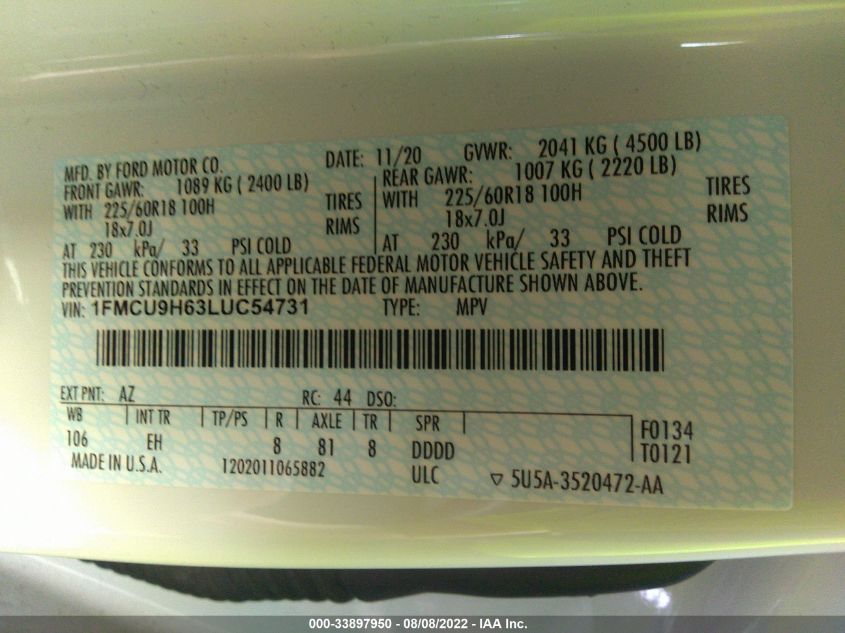 MFD. BY FORD MOTOR CO. DATE: 11/20 GVWR: 2041 KG ( 4500 LB)
FRONT GAWR: 1089 KG ( 2400 LB) REAR GAWR: 1007 KG ( 2220 LB)
WITH 225/60R18 100H TIRES WITH 225/60R18 100H TIRES
18x7.0J RIMS 18x7.0J RIMS
AT 230 kPa/ 33 PSI COLD AT 230 kPa/ 33 PSI COLD
THIS VEHICLE CONFORMS TO ALL APPLICABLE FEDERAL MOTOR VEHICLE SAFETY AND THEFT
PREVENTION STANDARDS IN EFFECT ON THE DATE OF MANUFACTURE SHOWN ABOVE.
VIN: 1FMCU9H63LUC54731 TYPE: MPV
EXT PNT: AZ RC: 44 DSO:
WB INT TR TP/PS R AXLE TR SPR
106 EH 8 81 8 DDDD
F0134
T0121
MADE IN U.S.A. 1202011065882 ULC ▽ 5U5A-3520472-AA
000-33897950 - 08/08/2022 - IAA Inc.